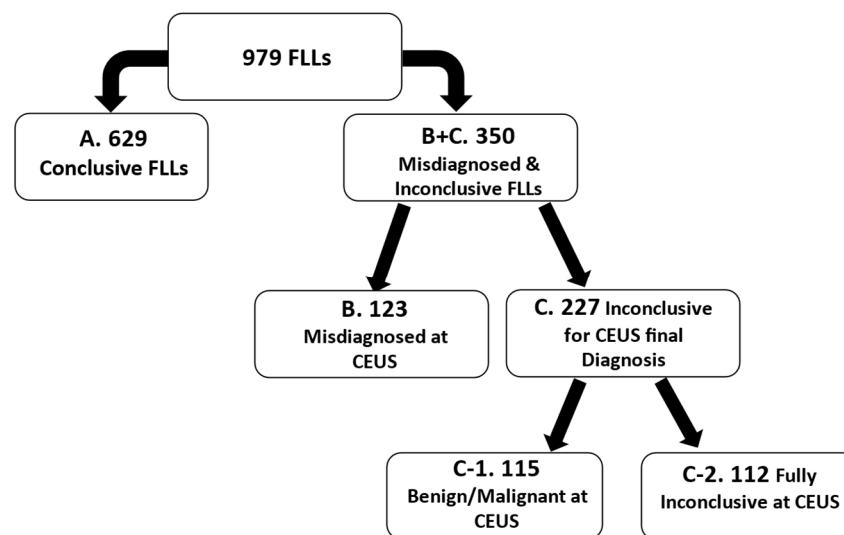 979 FLLs
A. 629
Conclusive FLLs
B+C. 350
Misdiagnosed &
Inconclusive FLLs
B. 123
Misdiagnosed at
CEUS
C. 227 Inconclusive
for CEUS final
Diagnosis
C-1. 115
Benign/Malignant at
CEUS
C-2. 112 Fully
Inconclusive at CEUS